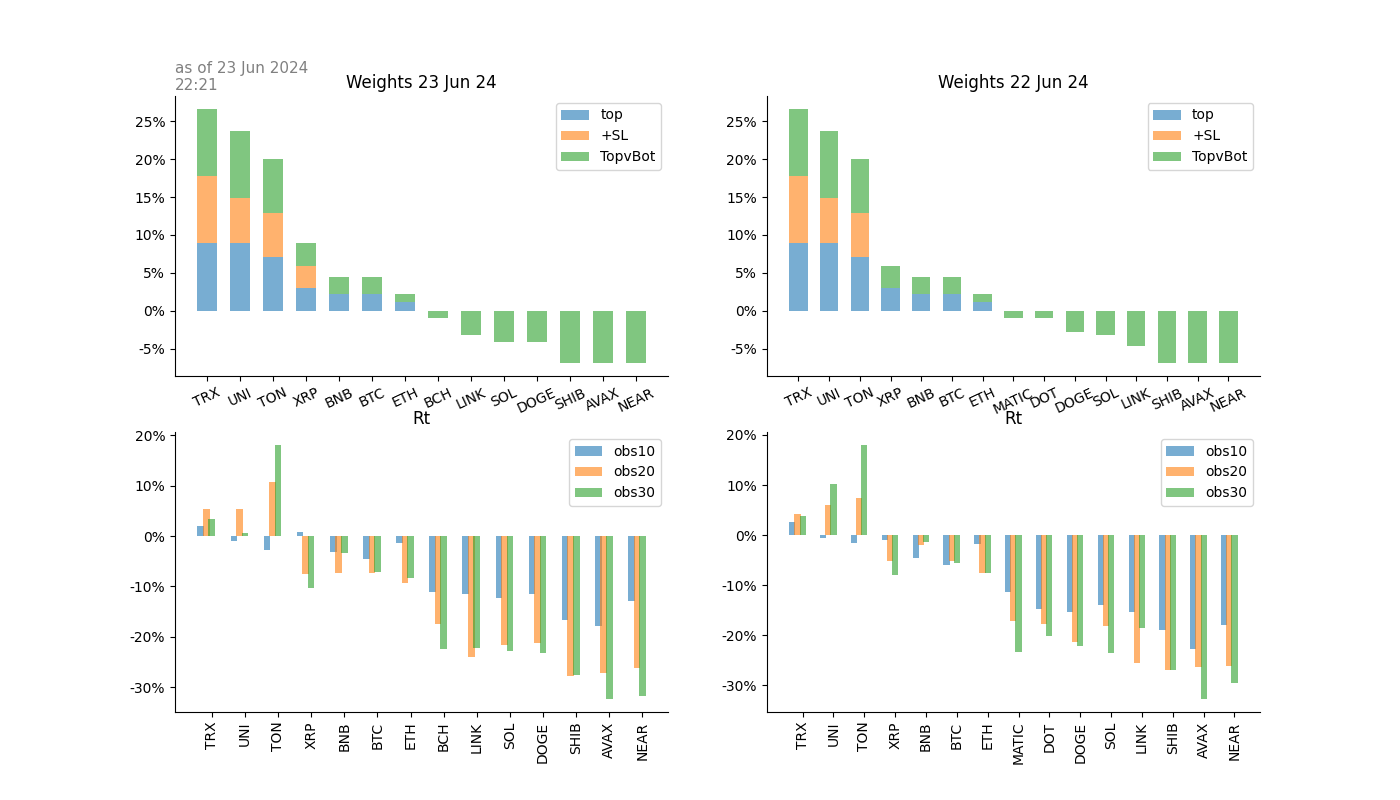 as of 23 Jun 2024
22:21
Weights 23 Jun 24
25%
20%
15%
10%
5%
0%
-5%
top
+SL
TopvBot
TRX UNI TON XRP BNB BTC ETH BCH LINK SOL DOGE SHIB AVAX NEAR
Weights 22 Jun 24
25%
20%
15%
10%
5%
0%
-5%
top
+SL
TopvBot
TRX UNI TON XRP BNB BTC ETH MATIC DOT DOGE SOL LINK SHIB AVAX NEAR
Rt
20%
10%
0%
-10%
-20%
-30%
obs10
obs20
obs30
TRX UNI TON XRP BNB BTC ETH BCH LINK SOL DOGE SHIB AVAX NEAR
Rt
20%
10%
0%
-10%
-20%
-30%
obs10
obs20
obs30
TRX UNI TON XRP BNB BTC ETH MATIC DOT DOGE SOL LINK SHIB AVAX NEAR